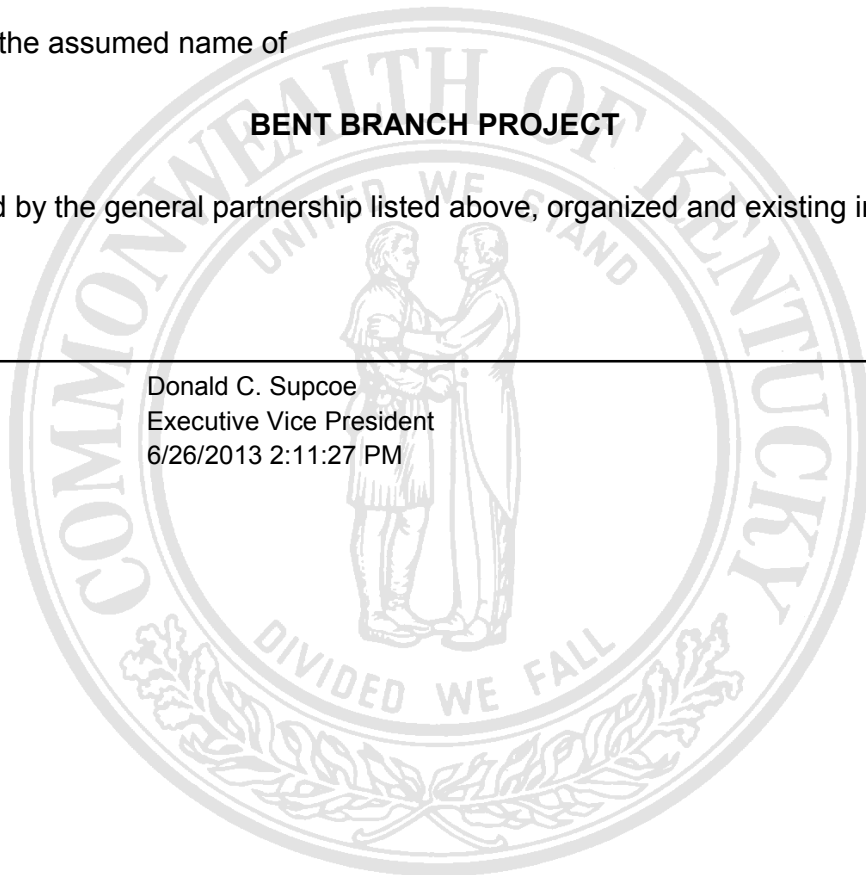 the assumed name of
BENT BRANCH PROJECT
d by the general partnership listed above, organized and existing i
Donald C. Supcoe
Executive Vice President
6/26/2013 2:11:27 PM
COMMONWEALTH OF KENTUCKY
UNITED WE STAND
DIVIDED WE FALL